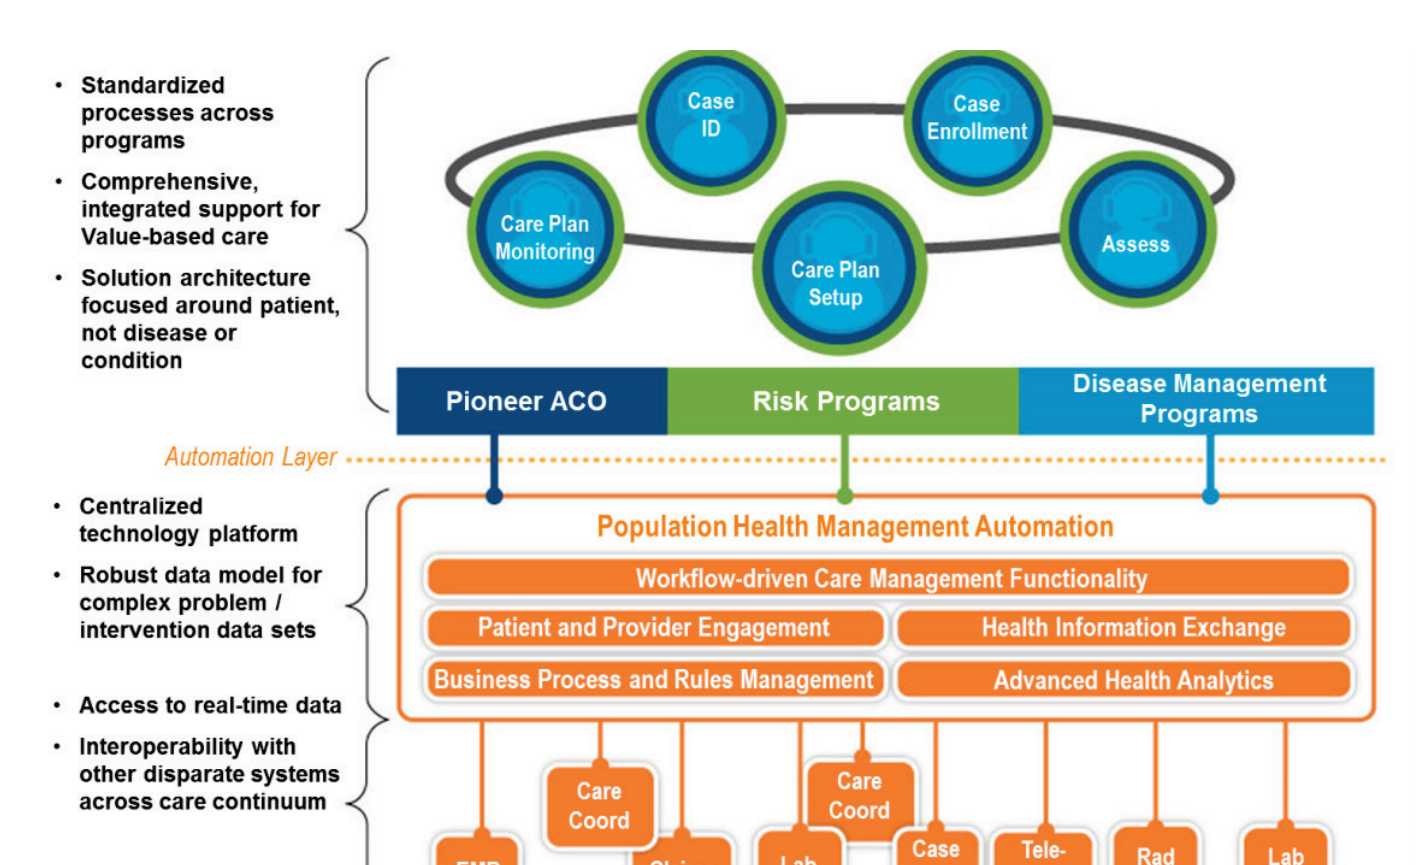 • Standardized
processes across
programs
• Comprehensive,
integrated support for
Value-based care
• Solution architecture
focused around patient,
not disease or
condition
Case
ID
Case
Enrollment
Care Plan
Monitoring
Care Plan
Setup
Assess
Pioneer ACO
Risk Programs
Disease Management
Programs
Automation Layer
• Centralized
technology platform
• Robust data model for
complex problem /
intervention data sets
• Access to real-time data
• Interoperability with
other disparate systems
across care continuum
Population Health Management Automation
Workflow-driven Care Management Functionality
Patient and Provider Engagement
Health Information Exchange
Business Process and Rules Management
Advanced Health Analytics
Care
Coord
Care
Coord
EMR
Lab
Case
Tele-
Rad
Lab